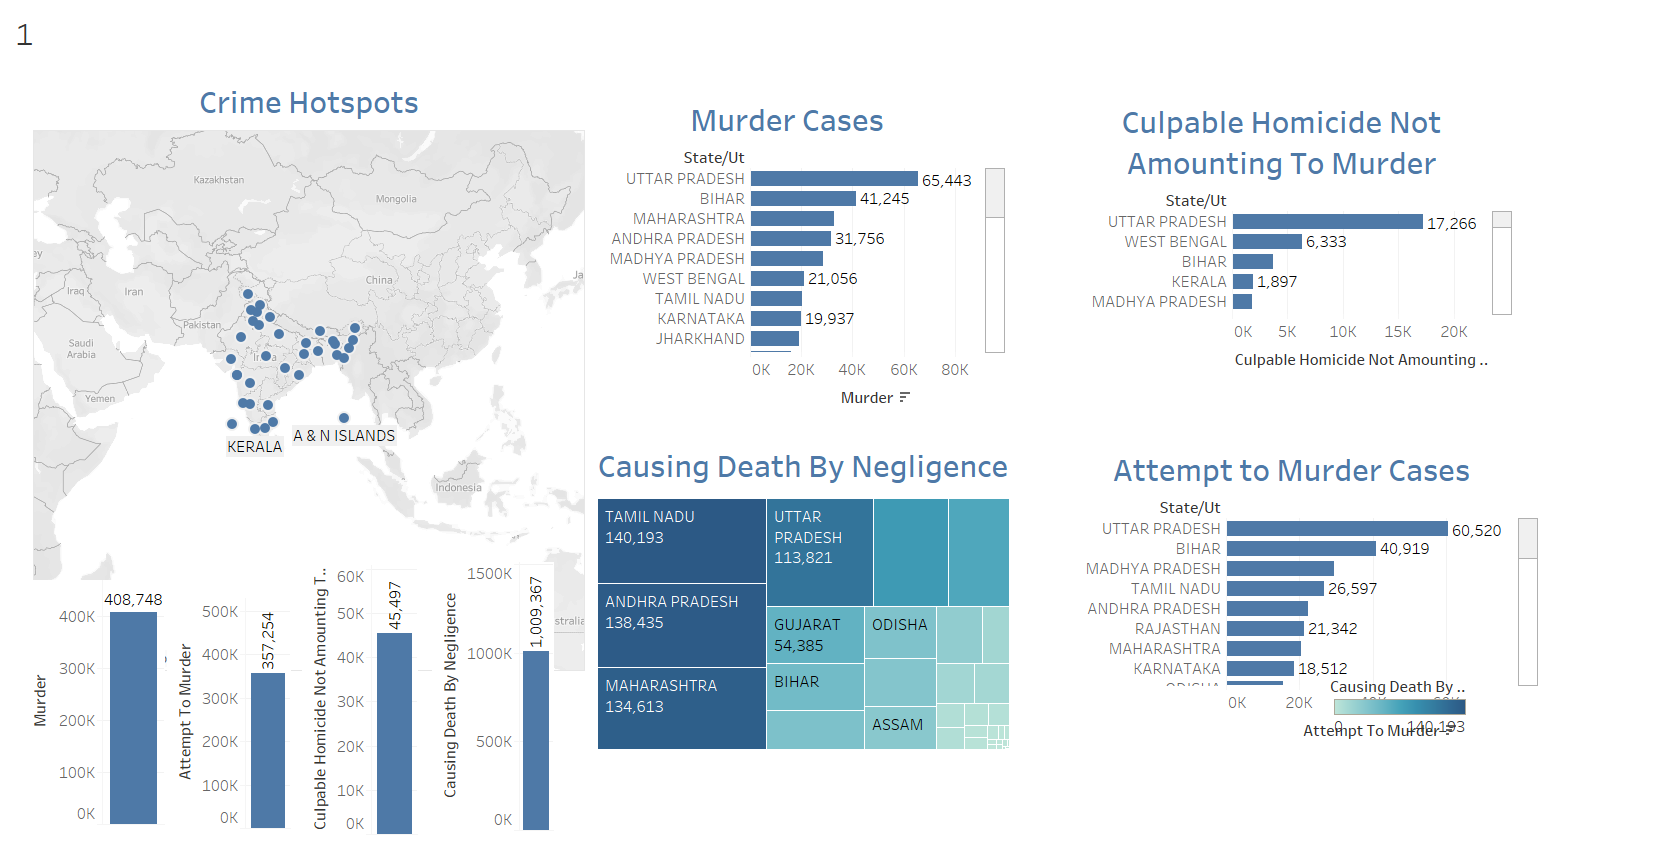 1
Crime Hotspots
Kazakhstan
Mongolia
China
Iraq
Iran
Pakistan
Saudi
Arabia
Yemen
Indonesia
KERALA
A & N ISLANDS
Murder Cases
State/Ut
UTTAR PRADESH 65,443
BIHAR 41,245
MAHARASHTRA
ANDHRA PRADESH 31,756
MADHYA PRADESH
WEST BENGAL 21,056
TAMIL NADU
KARNATAKA 19,937
JHARKHAND
0K 20K 40K 60K 80K
Murder
Culpable Homicide Not
Amounting To Murder
State/Ut
UTTAR PRADESH 17,266
WEST BENGAL 6,333
BIHAR
KERALA 1,897
MADHYA PRADESH
0K 5K 10K 15K 20K
Culpable Homicide Not Amounting ..
Causing Death By Negligence
TAMIL NADU
140,193
ANDHRA PRADESH
138,435
MAHARASHTRA
134,613
UTTAR
PRADESH
113,821
GUJARAT
54,385
BIHAR
ODISHA
ASSAM
Attempt to Murder Cases
State/Ut
UTTAR PRADESH 60,520
BIHAR 40,919
MADHYA PRADESH
TAMIL NADU 26,597
ANDHRA PRADESH
RAJASTHAN 21,342
MAHARASHTRA
KARNATAKA 18,512
0K 20K
Attempt To Murder
Causing Death By ..
0 140,193
Murder
400K
300K
200K
100K
0K
408,748
Attempt To Murder
500K
400K
300K
200K
100K
0K
357,254
Culpable Homicide Not Amounting T..
60K
50K
40K
30K
20K
10K
0K
45,497
Causing Death By Negligence
1500K
1000K
500K
0K
1,009,367